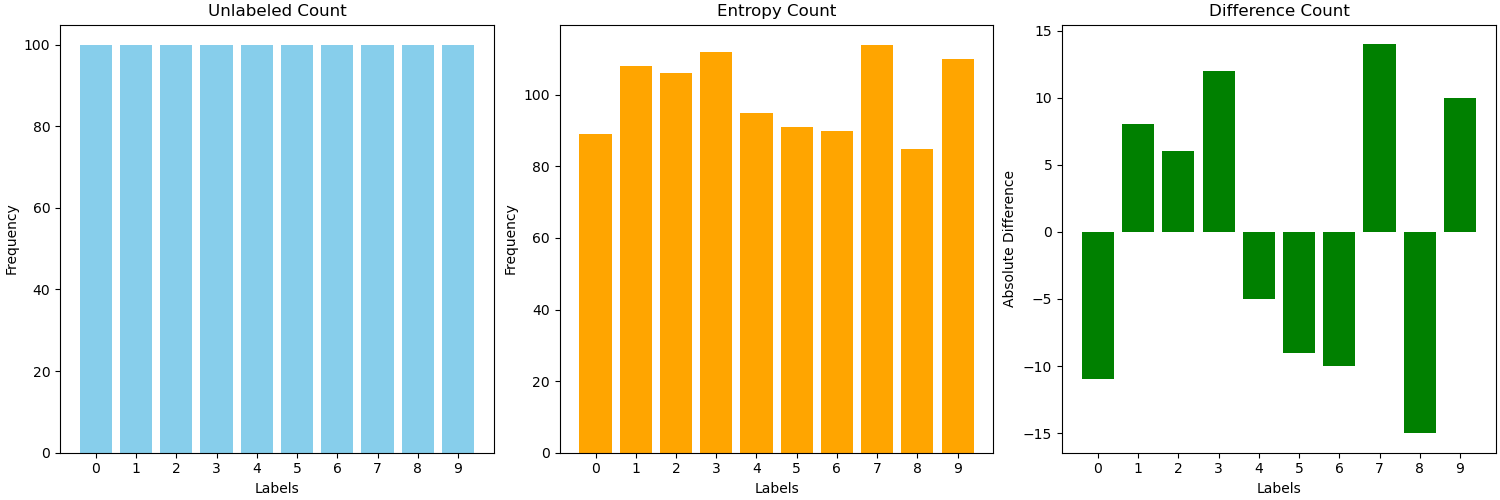 Unlabeled Count
100
80
60
40
20
0
Frequency
0 1 2 3 4 5 6 7 8 9
Labels
Entropy Count
100
80
60
40
20
0
Frequency
0 1 2 3 4 5 6 7 8 9
Labels
Difference Count
15
10
5
0
−5
−10
−15
Absolute Difference
0 1 2 3 4 5 6 7 8 9
Labels